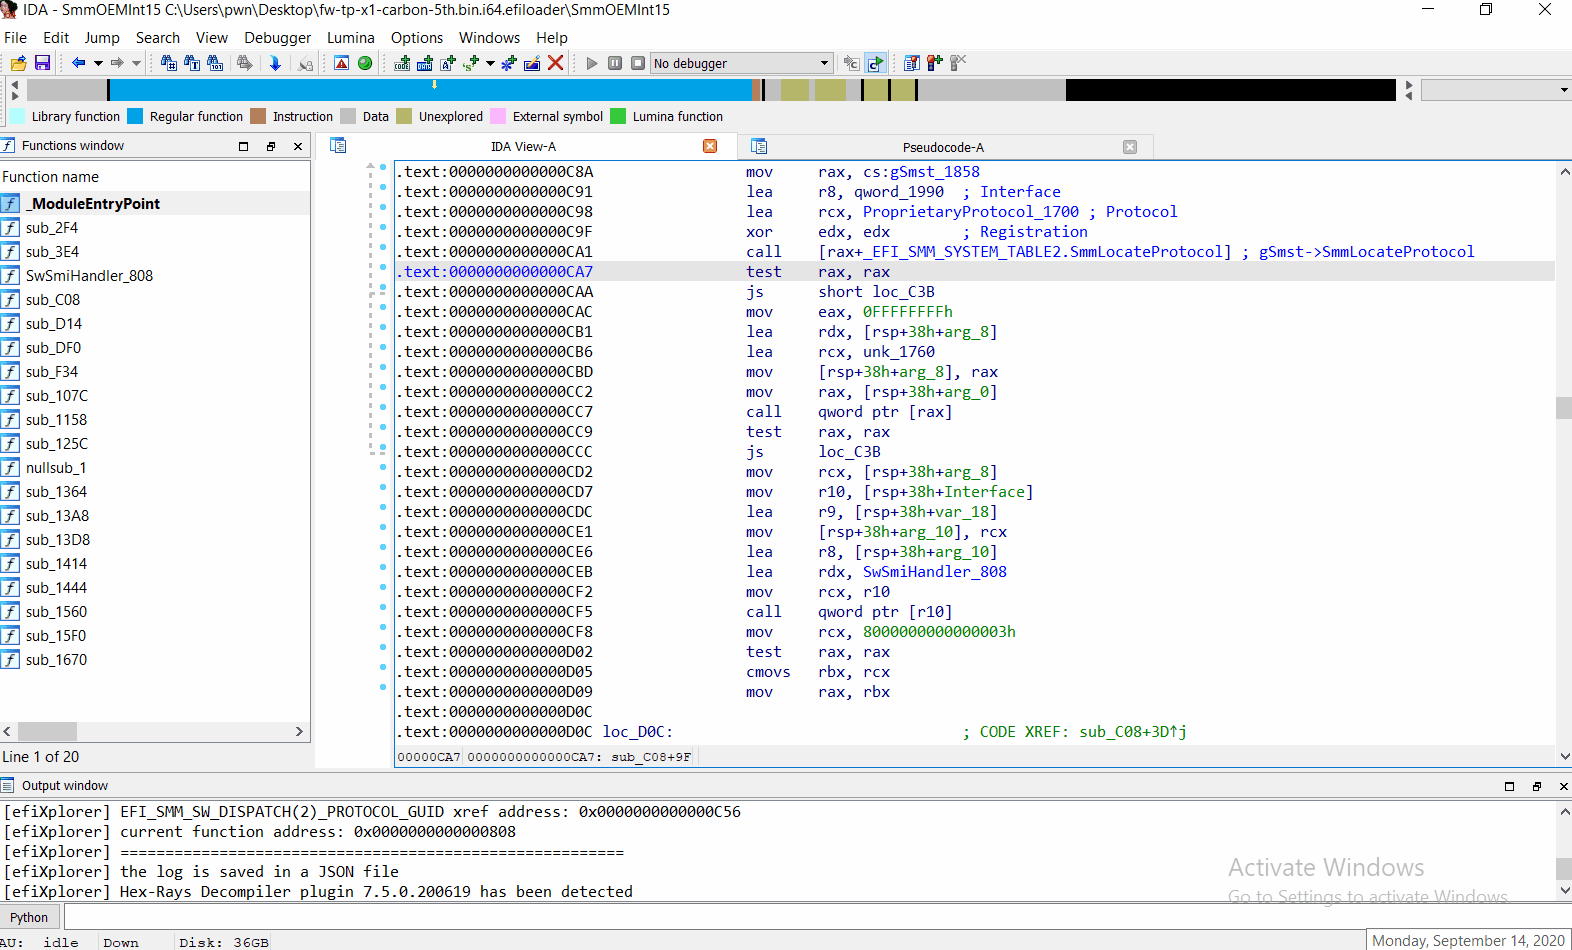 IDA - SmmOEMInt15 C:\Users\pwn\Desktop\fw-tp-x1-carbon-5th.bin.i64.efiloader\SmmOEMInt15
File Edit Jump Search View Debugger Lumina Options Windows Help
No debugger
Library function Regular function Instruction Data Unexplored External symbol Lumina function
Functions window
Function name
_ModuleEntryPoint
sub_2F4
sub_3E4
SwSmiHandler_808
sub_C08
sub_D14
sub_DF0
sub_F34
sub_107C
sub_1158
sub_125C
nullsub_1
sub_1364
sub_13A8
sub_13D8
sub_1414
sub_1444
sub_1560
sub_15F0
sub_1670
Line 1 of 20
IDA View-A Pseudocode-A
.text:0000000000000C8A mov rax, cs:gSmst_1858
.text:0000000000000C91 lea r8, qword_1990 ; Interface
.text:0000000000000C98 lea rcx, ProprietaryProtocol_1700 ; Protocol
.text:0000000000000C9F xor edx, edx ; Registration
.text:0000000000000CA1 call [rax+_EFI_SMM_SYSTEM_TABLE2.SmmLocateProtocol] ; gSmst->SmmLocateProtocol
.text:0000000000000CA7 test rax, rax
.text:0000000000000CAA js short loc_C3B
.text:0000000000000CAC mov eax, 0FFFFFFFFh
.text:0000000000000CB1 lea rdx, [rsp+38h+arg_8]
.text:0000000000000CB6 lea rcx, unk_1760
.text:0000000000000CBD mov [rsp+38h+arg_8], rax
.text:0000000000000CC2 mov rax, [rsp+38h+arg_0]
.text:0000000000000CC7 call qword ptr [rax]
.text:0000000000000CC9 test rax, rax
.text:0000000000000CCC js loc_C3B
.text:0000000000000CD2 mov rcx, [rsp+38h+arg_8]
.text:0000000000000CD7 mov r10, [rsp+38h+Interface]
.text:0000000000000CDC lea r9, [rsp+38h+var_18]
.text:0000000000000CE1 mov [rsp+38h+arg_10], rcx
.text:0000000000000CE6 lea r8, [rsp+38h+arg_10]
.text:0000000000000CEB lea rdx, SwSmiHandler_808
.text:0000000000000CF2 mov rcx, r10
.text:0000000000000CF5 call qword ptr [r10]
.text:0000000000000CF8 mov rcx, 8000000000000003h
.text:0000000000000D02 test rax, rax
.text:0000000000000D05 cmovs rbx, rcx
.text:0000000000000D09 mov rax, rbx
.text:0000000000000D0C
.text:0000000000000D0C loc_D0C: ; CODE XREF: sub_C08+3D↑j
00000CA7 0000000000000CA7: sub_C08+9F
Output window
[efiXplorer] EFI_SMM_SW_DISPATCH(2)_PROTOCOL_GUID xref address: 0x0000000000000C56
[efiXplorer] current function address: 0x0000000000000808
[efiXplorer] ========================================================
[efiXplorer] the log is saved in a JSON file
[efiXplorer] Hex-Rays Decompiler plugin 7.5.0.200619 has been detected
Activate Windows
Go to Settings to activate Windows.
Python
AU: idle Down Disk: 36GB
Monday, September 14, 2020